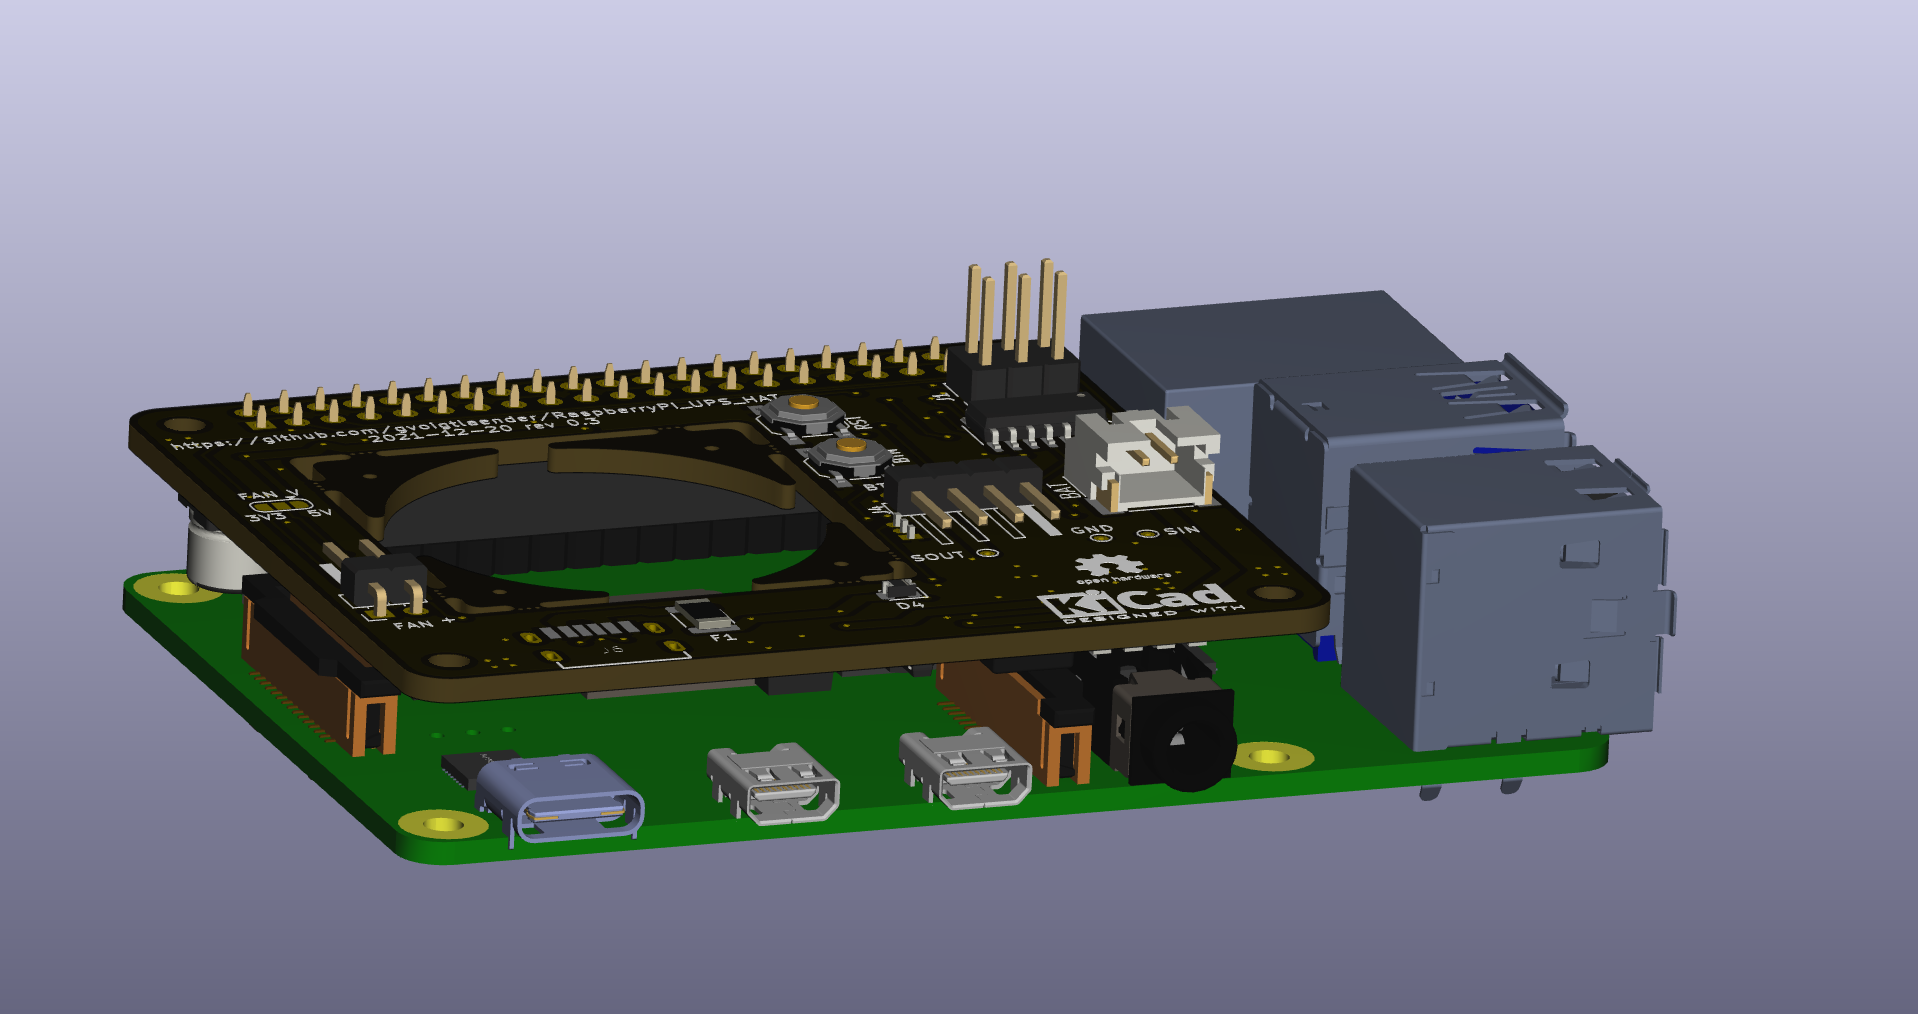 https://github.com/gvoigtlaender/RaspberryPi_UPS_HAT
2021-12-20 rev 0.3
FAN_V
3V3 5V
BAT
GND
SIN
SOUT
open hardware
D4
KiCad
DESIGNED WITH
FAN +
F1
J5